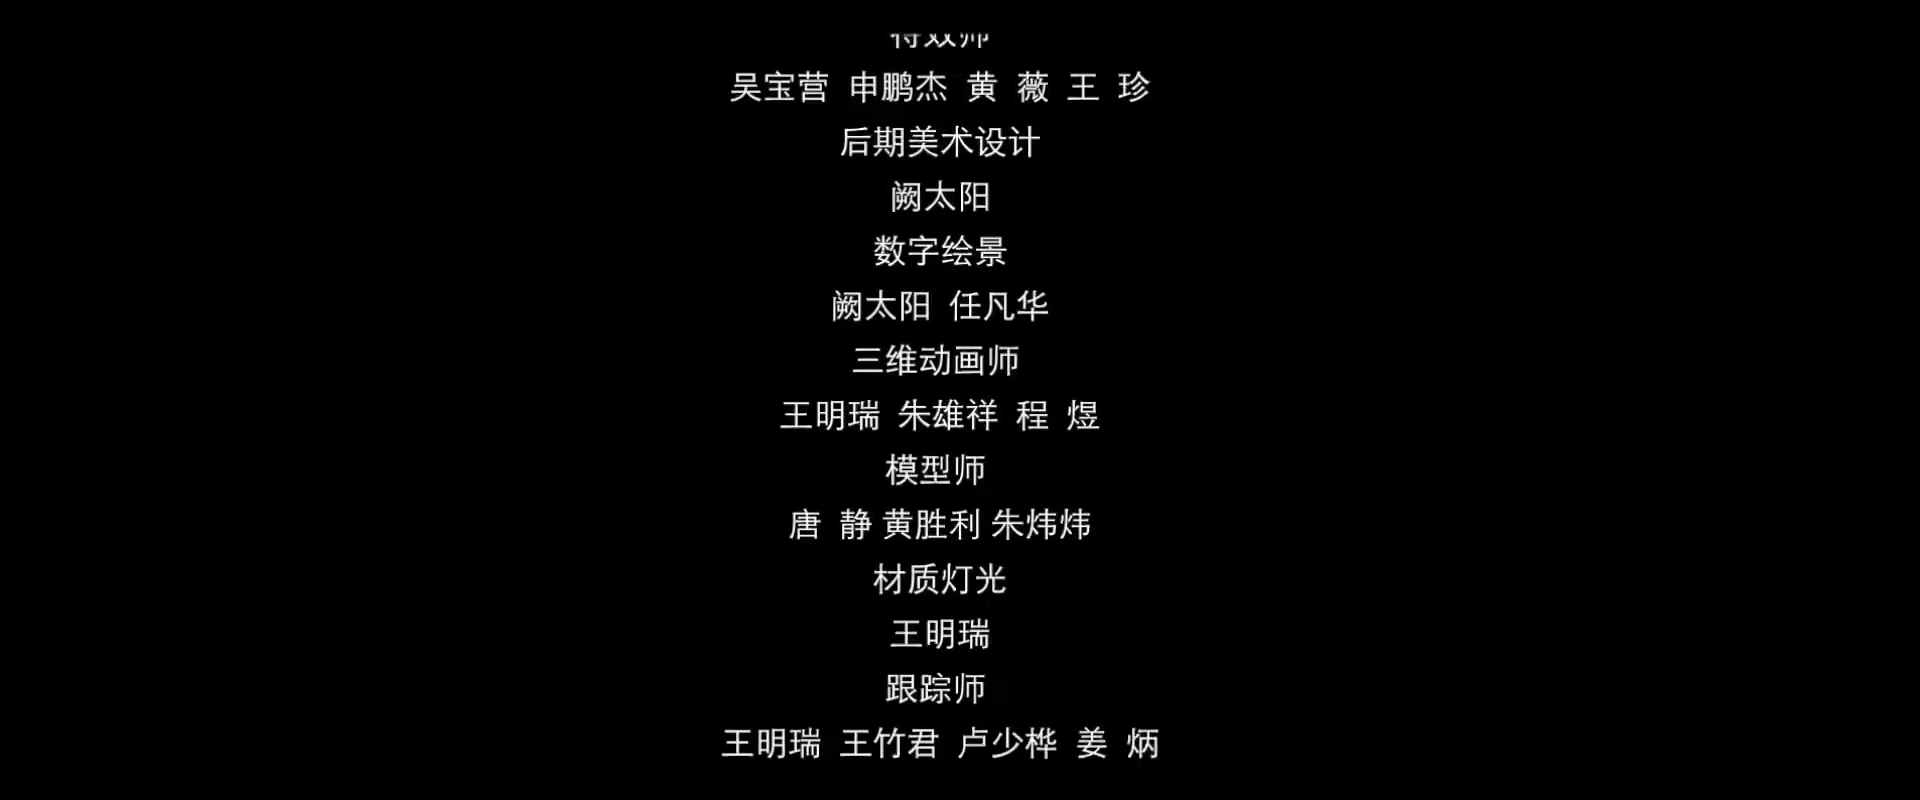 特效师
吴宝营 申鹏杰 黄 薇 王 珍
后期美术设计
阙太阳
数字绘景
阙太阳 任凡华
三维动画师
王明瑞 朱雄祥 程 煜
模型师
唐 静 黄胜利 朱炜炜
材质灯光
王明瑞
跟踪师
王明瑞 王竹君 卢少桦 姜 炳